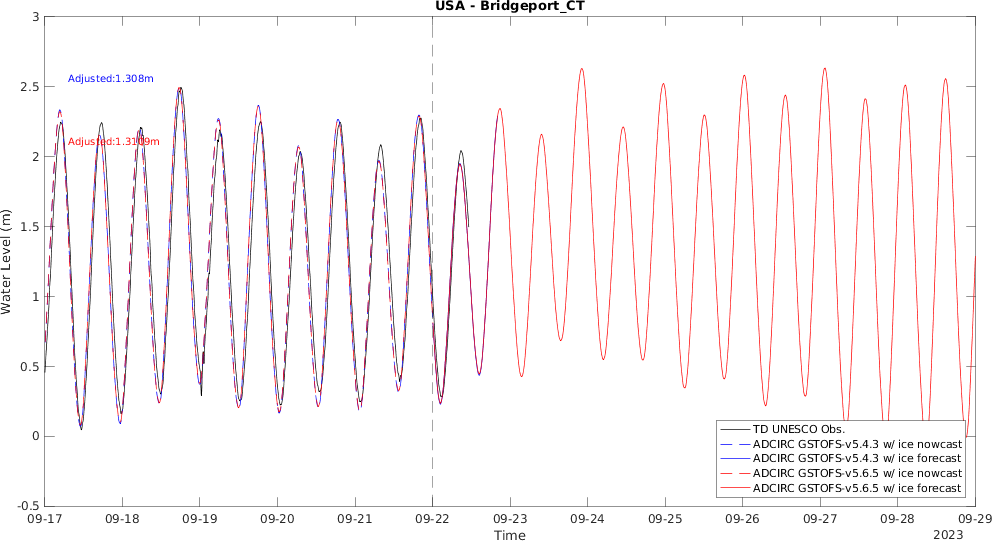 USA - Bridgeport_CT
Adjusted:1.308m
Adjusted:1.3109m
Water Level (m)
3
2.5
2
1.5
1
0.5
0
-0.5
09-17 09-18 09-19 09-20 09-21 09-22 09-23 09-24 09-25 09-26 09-27 09-28 09-29
Time
2023
TD UNESCO Obs.
ADCIRC GSTOFS-v5.4.3 w/ ice nowcast
ADCIRC GSTOFS-v5.4.3 w/ ice forecast
ADCIRC GSTOFS-v5.6.5 w/ ice nowcast
ADCIRC GSTOFS-v5.6.5 w/ ice forecast